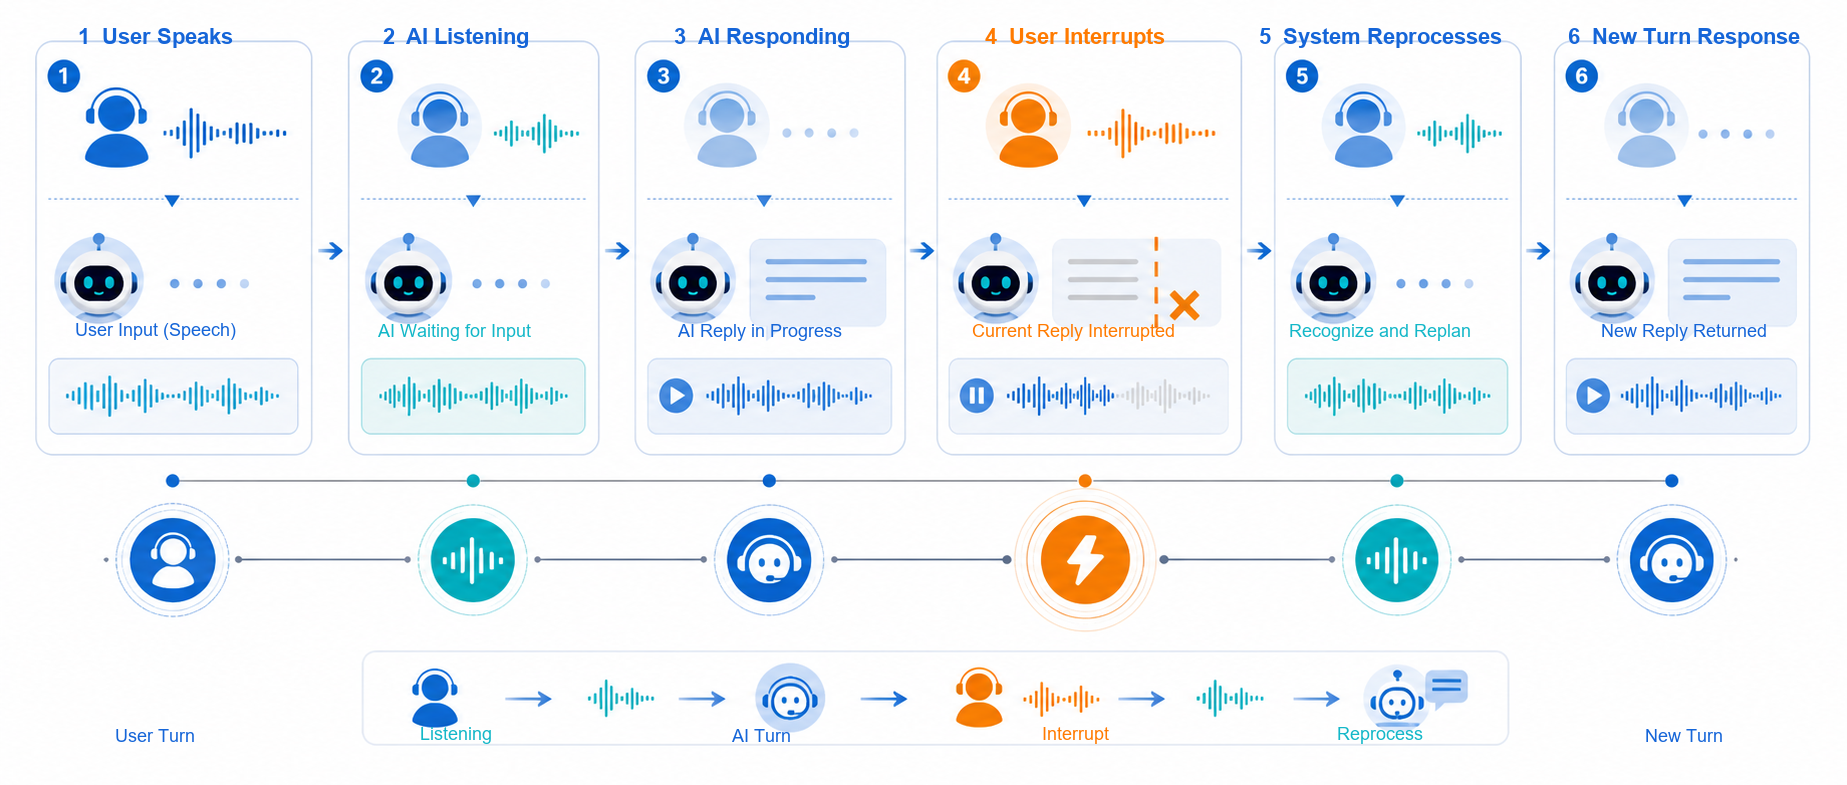 1 User Speaks
2 AI Listening
3 AI Responding
4 User Interrupts
5 System Reprocesses
6 New Turn Response
1
2
3
4
5
6
User Input (Speech)
AI Waiting for Input
AI Reply in Progress
Current Reply Interrupted
Recognize and Replan
New Reply Returned
User Turn
Listening
AI Turn
Interrupt
Reprocess
New Turn